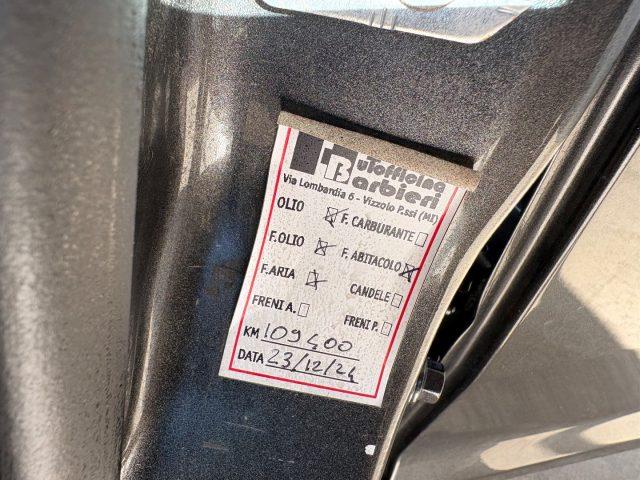 Autofficina
Barbieri
Via Lombardia 6 - Vizzolo P.ssi (MI)
OLIO F. CARBURANTE
F.OLIO F. ABITACOLO
F.ARIA CANDELE
FRENI A. FRENI P.
KM 109400
DATA 23/12/24